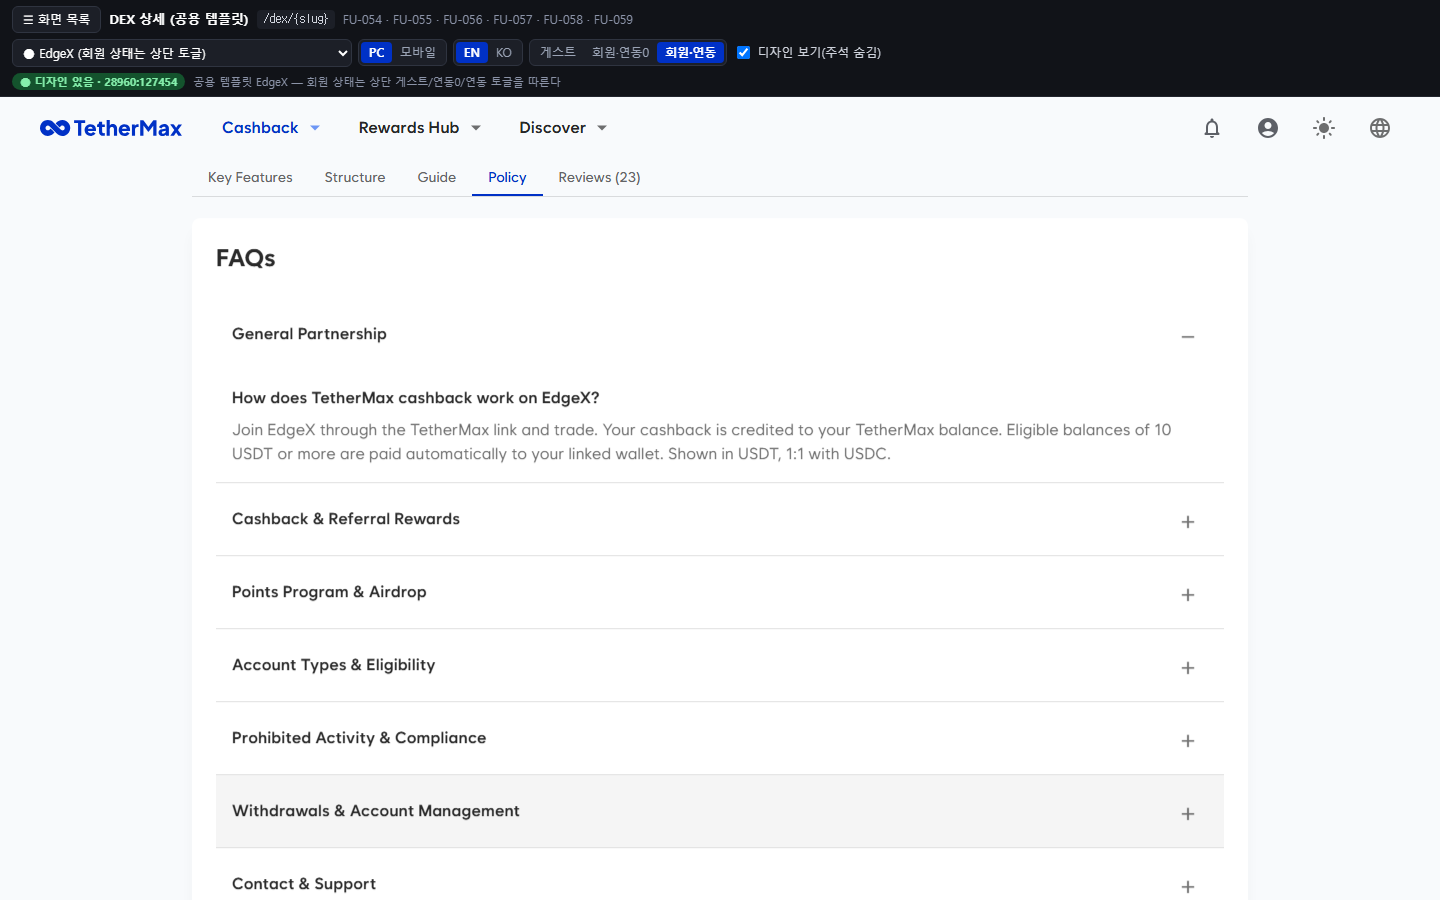 ☰ 화면 목록 DEX 상세 (공용 템플릿) /dex/{slug} FU-054 · FU-055 · FU-056 · FU-057 · FU-058 · FU-059
● EdgeX (회원 상태는 상단 토글) PC 모바일 EN KO 게스트 회원·연동0 회원·연동 디자인 보기(주석 숨김)
● 디자인 있음 · 28960:127454 공용 템플릿 EdgeX — 회원 상태는 상단 게스트/연동0/연동 토글을 따른다
TetherMax Cashback Rewards Hub Discover
Key Features Structure Guide Policy Reviews (23)
FAQs
General Partnership
How does TetherMax cashback work on EdgeX?
Join EdgeX through the TetherMax link and trade. Your cashback is credited to your TetherMax balance. Eligible balances of 10
USDT or more are paid automatically to your linked wallet. Shown in USDT, 1:1 with USDC.
Cashback & Referral Rewards
Points Program & Airdrop
Account Types & Eligibility
Prohibited Activity & Compliance
Withdrawals & Account Management
Contact & Support